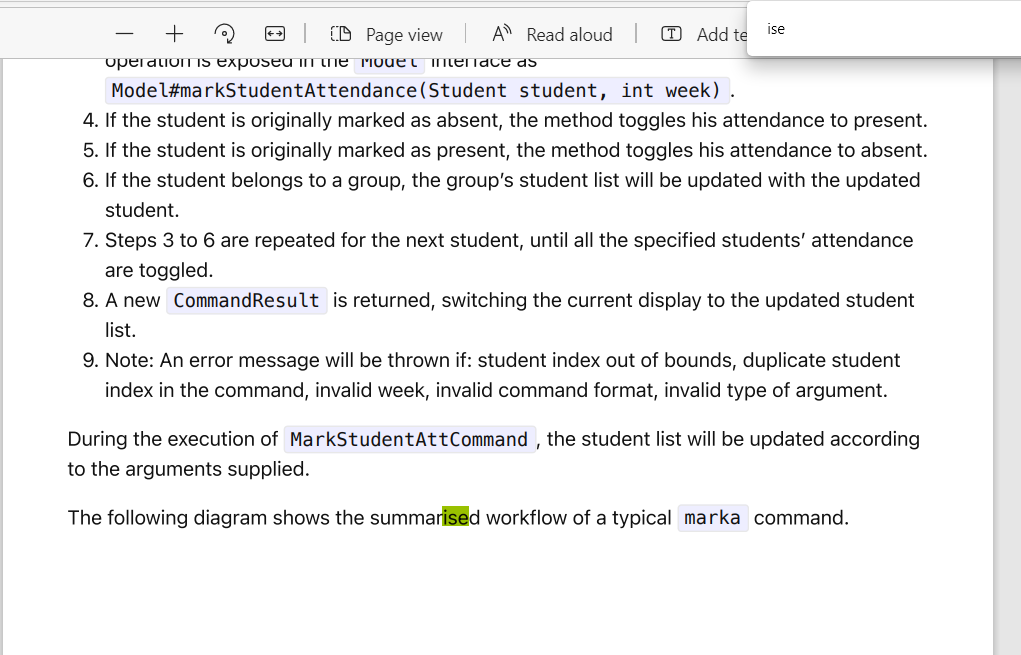 ise
Page view
Read aloud
Add te
operation is exposed in the Model interface as
Model#markStudentAttendance(Student student, int week) .
4. If the student is originally marked as absent, the method toggles his attendance to present.
5. If the student is originally marked as present, the method toggles his attendance to absent.
6. If the student belongs to a group, the group’s student list will be updated with the updated
student.
7. Steps 3 to 6 are repeated for the next student, until all the specified students’ attendance
are toggled.
8. A new CommandResult is returned, switching the current display to the updated student
list.
9. Note: An error message will be thrown if: student index out of bounds, duplicate student
index in the command, invalid week, invalid command format, invalid type of argument.
During the execution of MarkStudentAttCommand , the student list will be updated according
to the arguments supplied.
The following diagram shows the summarised workflow of a typical marka command.